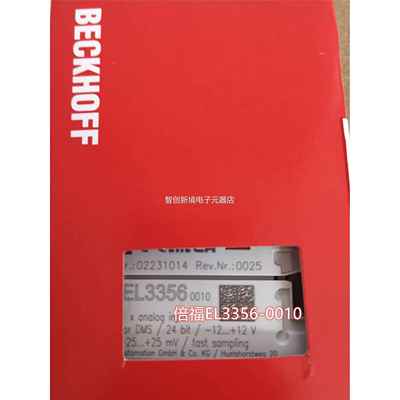 BECKHOFF
智创新境电子元器店
.:02231014 Rev.Nr.:0025
EL3356 0010
x analog in
倍福EL3356-0010
or DMS / 24 bit / -12...+12 V
25...+25 mV / fast sampling
utomation GmbH & Co. KG / Huelshorstweg 20